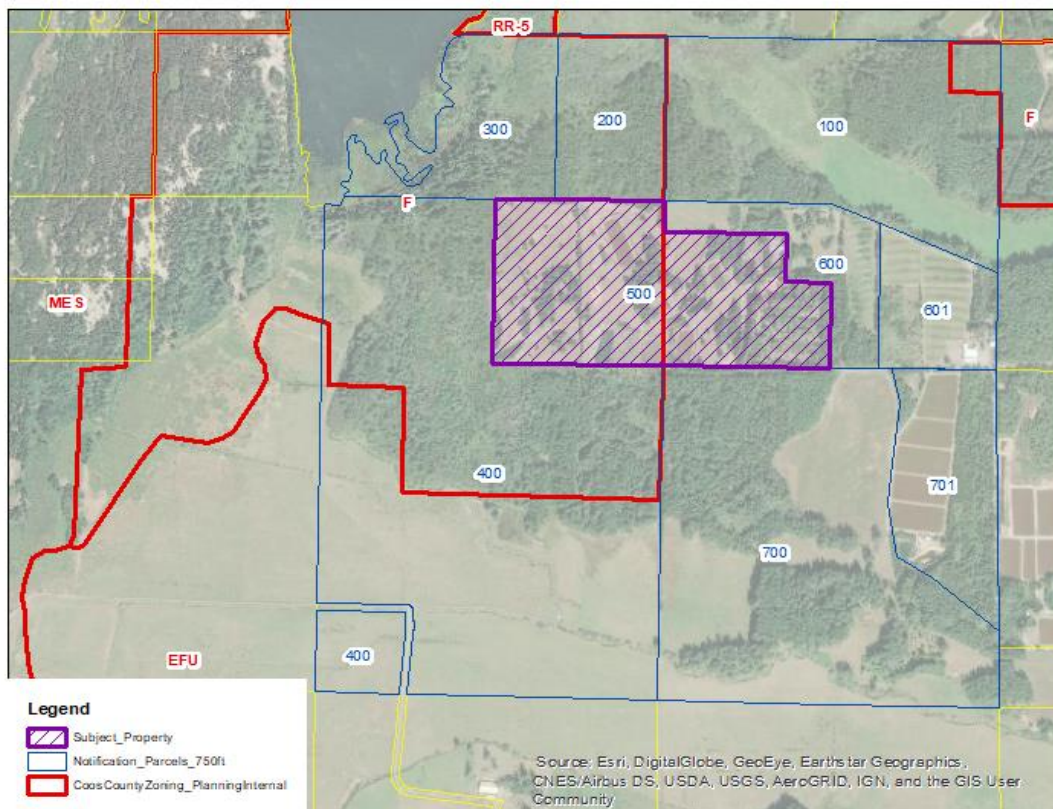 RR-5
300
200
100
F
F
MES
500
600
601
400
701
700
EFU
400
Legend
Subject_Property
Notification_Parcels_750ft
CoosCountyZoning_PlanningInternal
Source: Esri, DigitalGlobe, GeoEye, Earthstar Geographics,
CNES/Airbus DS, USDA, USGS, AeroGRID, IGN, and the GIS User
Community